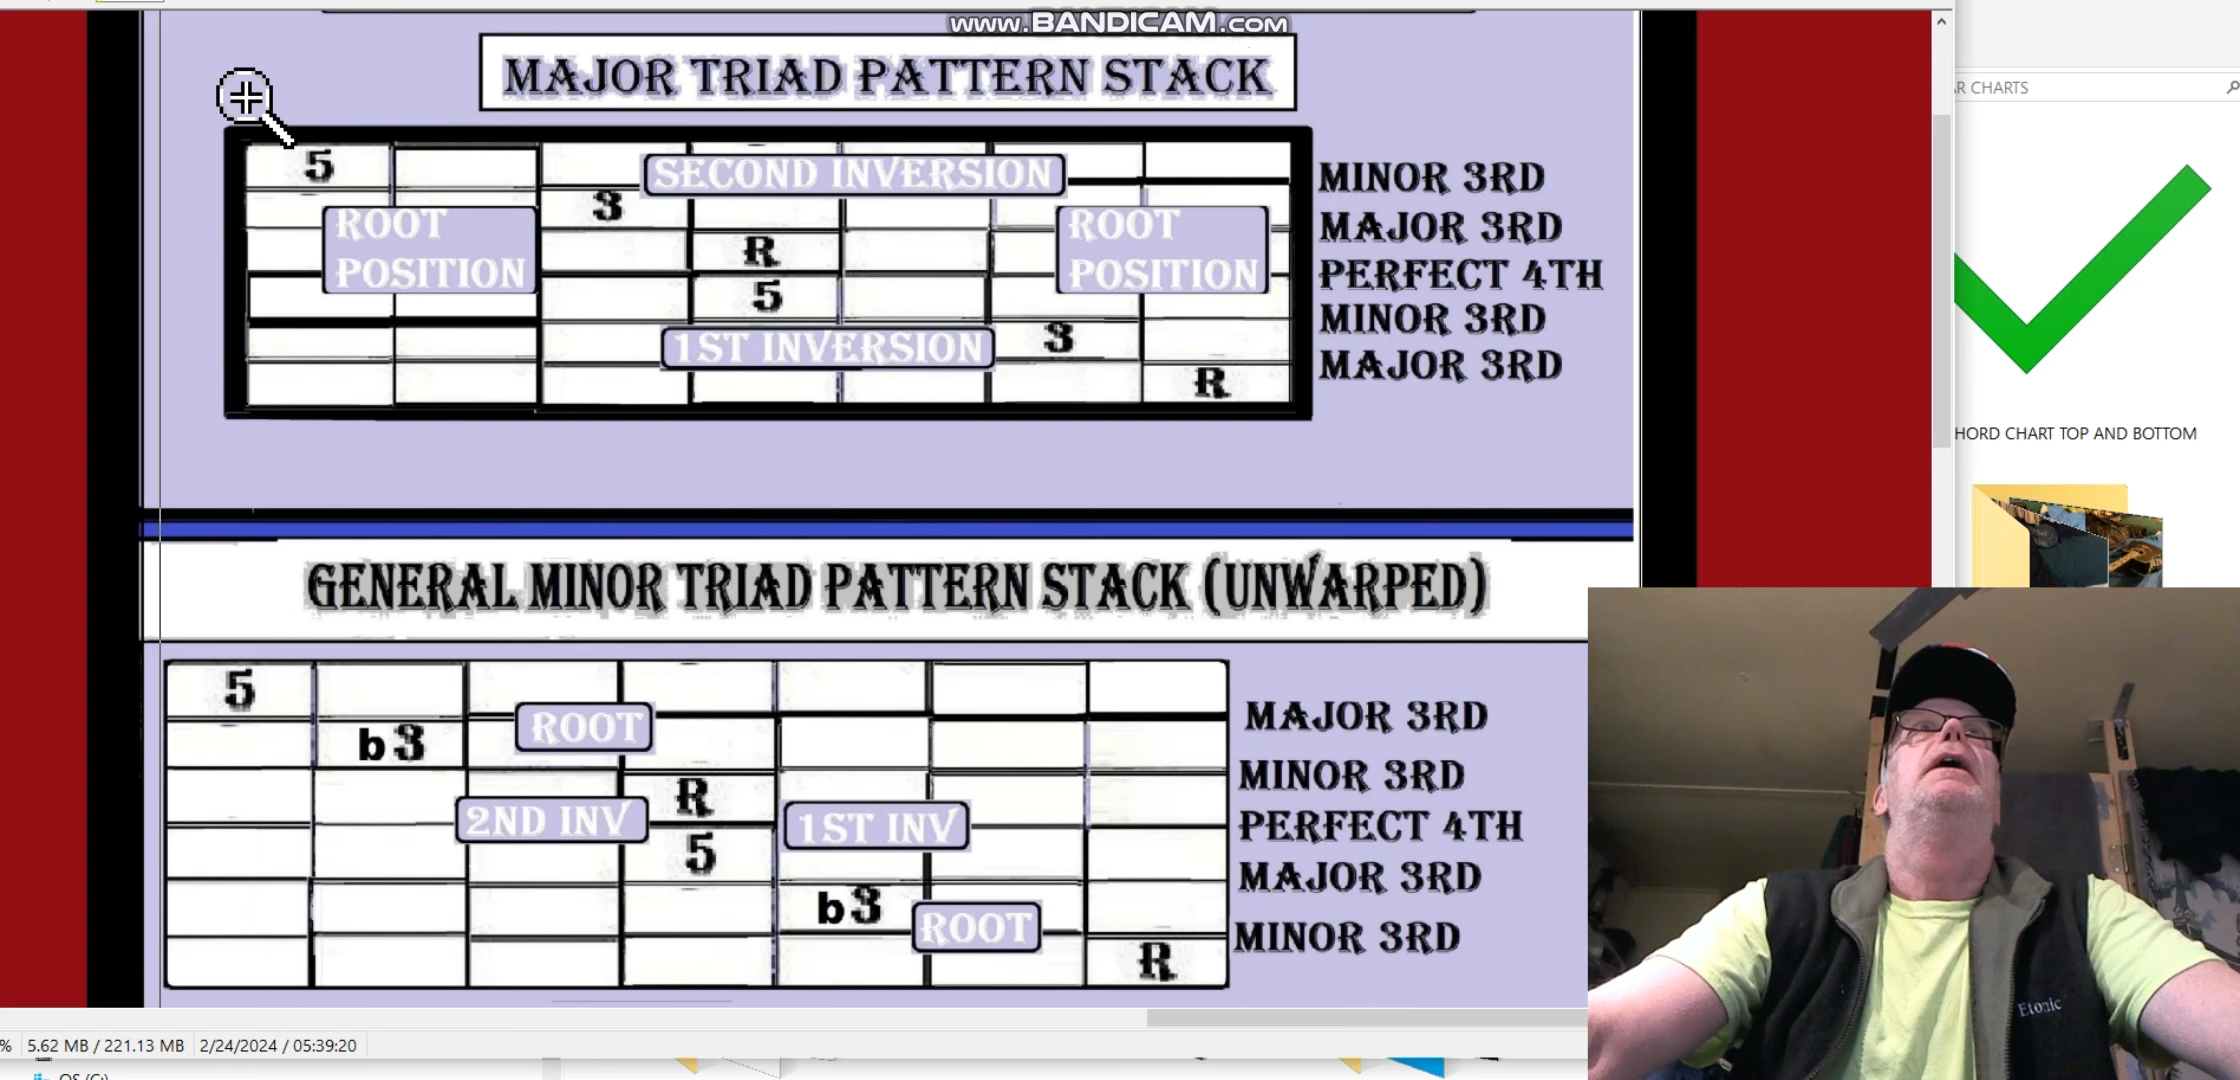 www.BANDICAM.com
MAJOR TRIAD PATTERN STACK
R CHARTS
5
SECOND INVERSION
MINOR 3RD
3
ROOT
POSITION
ROOT
POSITION
MAJOR 3RD
R
PERFECT 4TH
5
MINOR 3RD
1ST INVERSION
3
MAJOR 3RD
R
HORD CHART TOP AND BOTTOM
GENERAL MINOR TRIAD PATTERN STACK (UNWARPED)
5
MAJOR 3RD
b3
ROOT
MINOR 3RD
R
2ND INV
1ST INV
PERFECT 4TH
5
MAJOR 3RD
b3
ROOT
MINOR 3RD
R
Etonic
% 5.62 MB / 221.13 MB 2/24/2024 / 05:39:20
OS (C:)